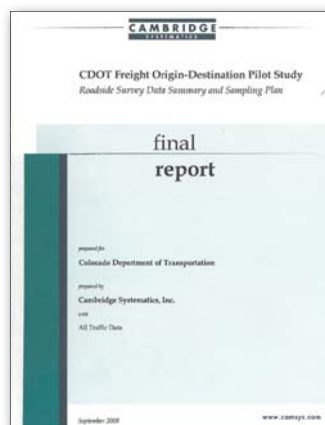 CAMBRIDGE
SYSTEMATICS
CDOT Freight Origin-Destination Pilot Study
Roadside Survey Data Summary and Sampling Plan
final
report
prepared for
Colorado Department of Transportation
prepared by
Cambridge Systematics, Inc.
with
All Traffic Data
September 2008
www.camsys.com